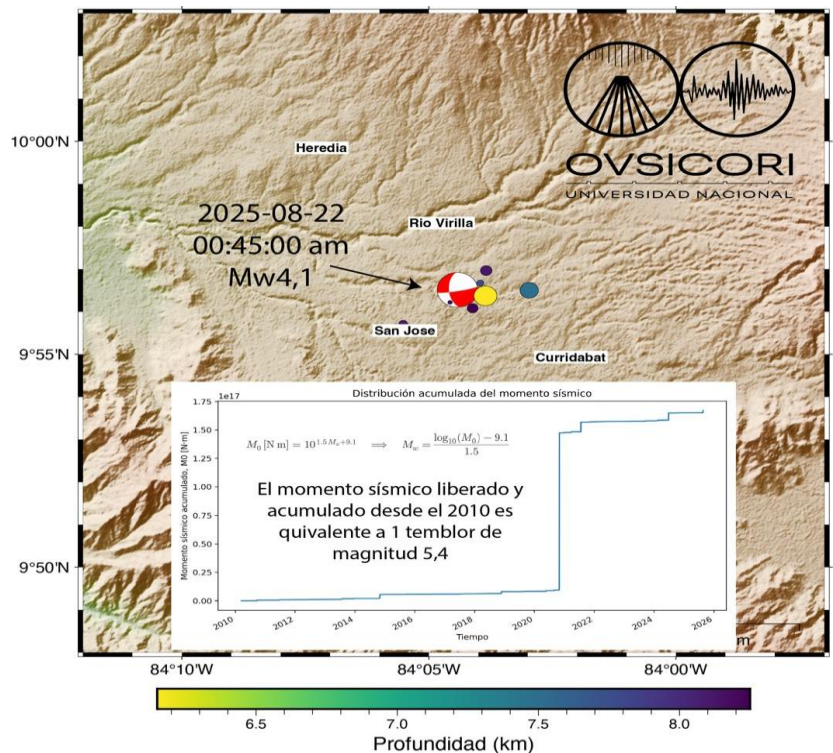 10°00'N
9°55'N
9°50'N
Heredia
OVSICORI
UNIVERSIDAD NACIONAL
2025-08-22
00:45:00 am
Mw4,1
Rio Virilla
San Jose
Curridabat
Distribución acumulada del momento sísmico
1e17
Momento sísmico acumulado, M0 [N·m]
1.75
1.50
1.25
1.00
0.75
0.50
0.25
0.00
M₀ [N m] = 10^{1.5 M_w+9.1} ⟹ M_w = (log₁₀(M₀) − 9.1) / 1.5
El momento sísmico liberado y
acumulado desde el 2010 es
quivalente a 1 temblor de
magnitud 5,4
2010 2012 2014 2016 2018 2020 2022 2024 2026
Tiempo
m
84°10'W 84°05'W 84°00'W
6.5 7.0 7.5 8.0
Profundidad (km)